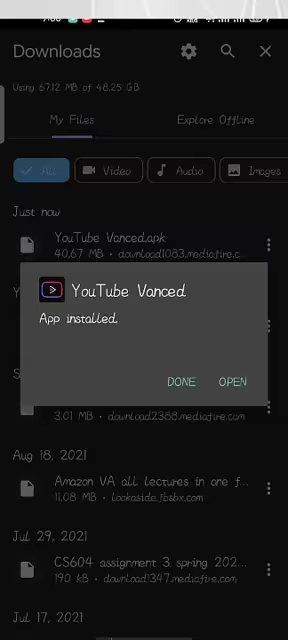 Downloads
Using 67.12 MB of 48.25 GB
My Files
Explore Offline
All
Video
Audio
Images
Just now
YouTube Vanced.apk
40.67 MB • download1083.mediafire.c...
YouTube Vanced
App installed.
DONE
OPEN
3.01 MB • download2388.mediafire.com
Aug 18, 2021
Amazon VA all lectures in one f...
11.08 MB • lookaside.fbsbx.com
Jul 29, 2021
CS604 assignment 3 spring 202...
190 kB • download1347.mediafire.com
Jul 17, 2021